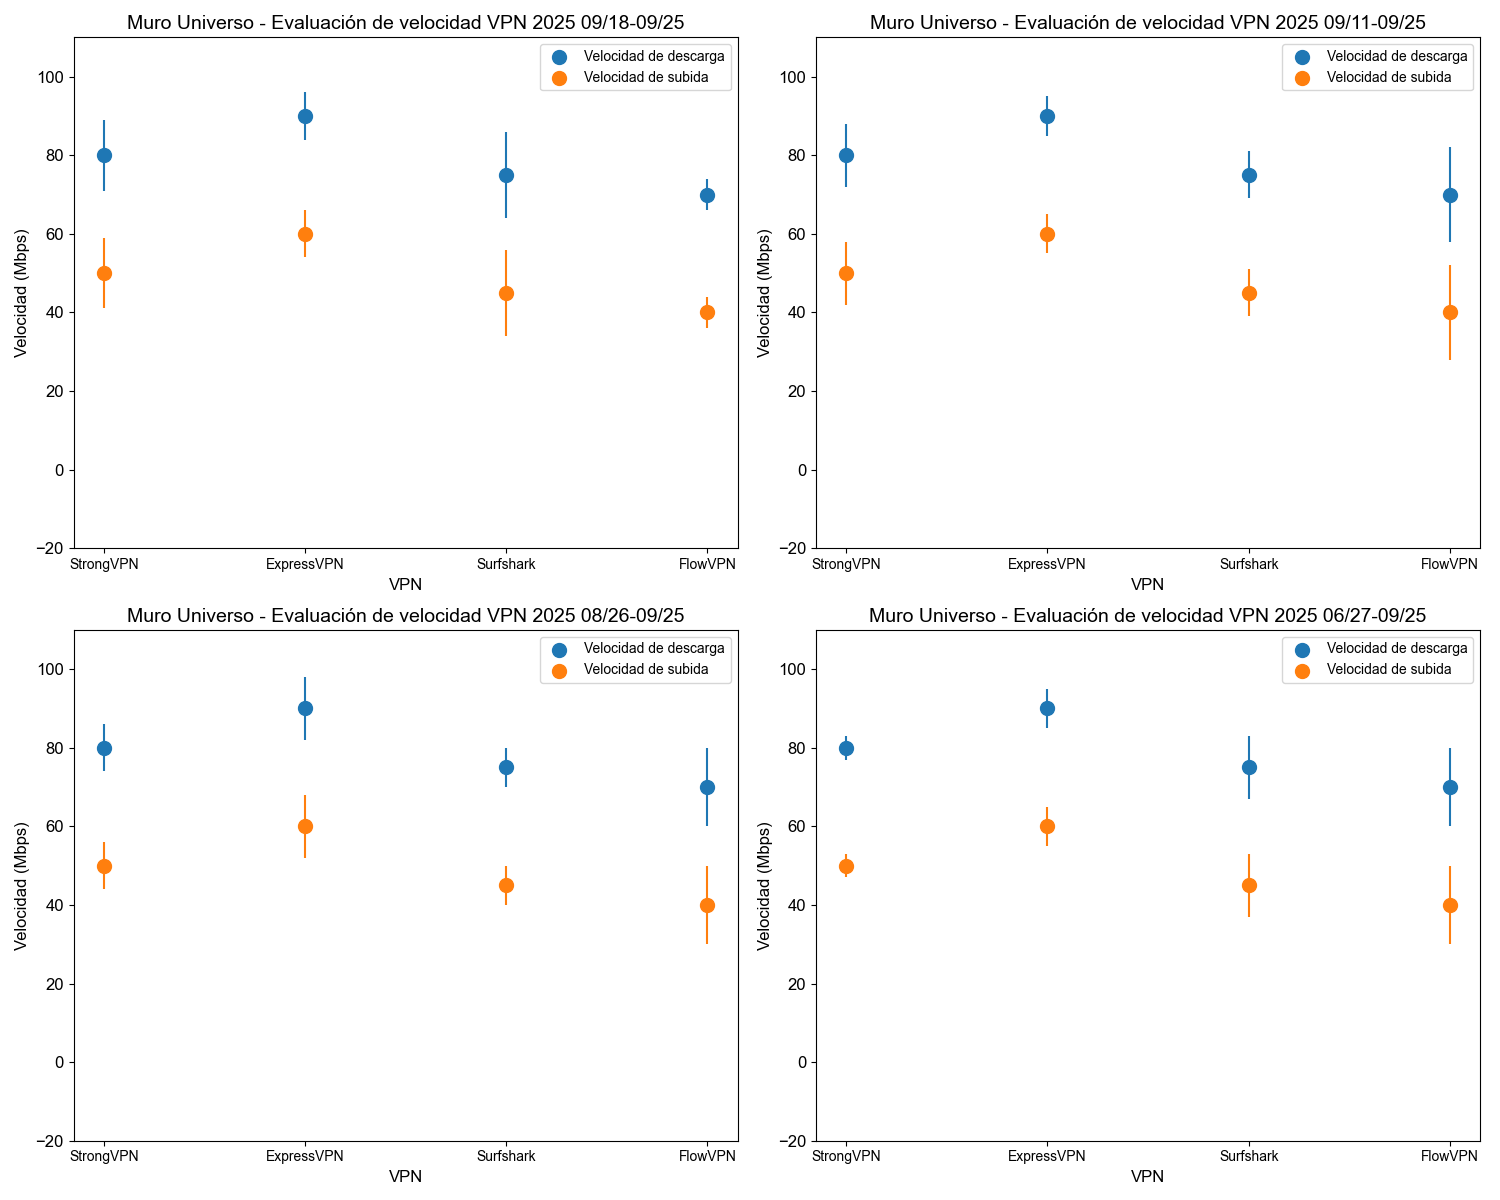 Muro Universo - Evaluación de velocidad VPN 2025 09/18-09/25
Velocidad de descarga
Velocidad de subida
Velocidad (Mbps)
100
80
60
40
20
0
−20
StrongVPN ExpressVPN Surfshark FlowVPN
VPN
Muro Universo - Evaluación de velocidad VPN 2025 09/11-09/25
Velocidad de descarga
Velocidad de subida
Velocidad (Mbps)
100
80
60
40
20
0
−20
StrongVPN ExpressVPN Surfshark FlowVPN
VPN
Muro Universo - Evaluación de velocidad VPN 2025 08/26-09/25
Velocidad de descarga
Velocidad de subida
Velocidad (Mbps)
100
80
60
40
20
0
−20
StrongVPN ExpressVPN Surfshark FlowVPN
VPN
Muro Universo - Evaluación de velocidad VPN 2025 06/27-09/25
Velocidad de descarga
Velocidad de subida
Velocidad (Mbps)
100
80
60
40
20
0
−20
StrongVPN ExpressVPN Surfshark FlowVPN
VPN